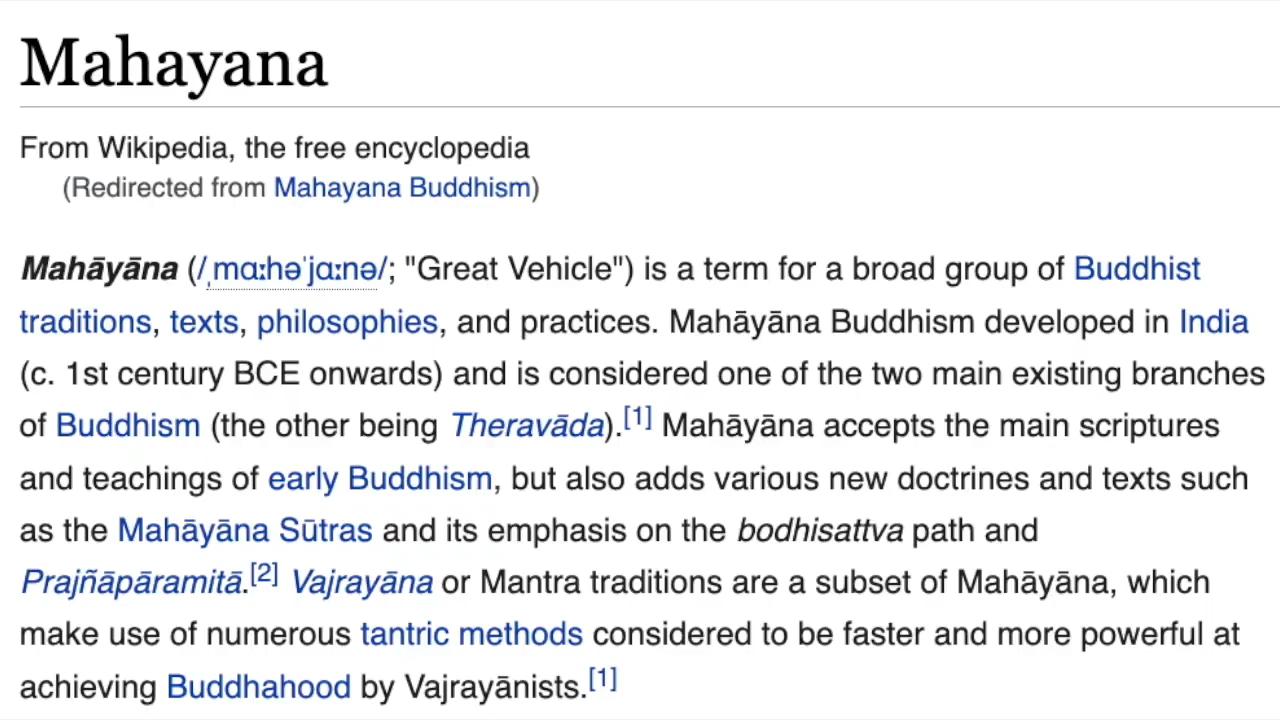 Mahayana
From Wikipedia, the free encyclopedia
(Redirected from Mahayana Buddhism)
Mahāyāna (/ˌmɑːhəˈjɑːnə/; "Great Vehicle") is a term for a broad group of Buddhist
traditions, texts, philosophies, and practices. Mahāyāna Buddhism developed in India
(c. 1st century BCE onwards) and is considered one of the two main existing branches
of Buddhism (the other being Theravāda).[1] Mahāyāna accepts the main scriptures
and teachings of early Buddhism, but also adds various new doctrines and texts such
as the Mahāyāna Sūtras and its emphasis on the bodhisattva path and
Prajñāpāramitā.[2] Vajrayāna or Mantra traditions are a subset of Mahāyāna, which
make use of numerous tantric methods considered to be faster and more powerful at
achieving Buddhahood by Vajrayānists.[1]